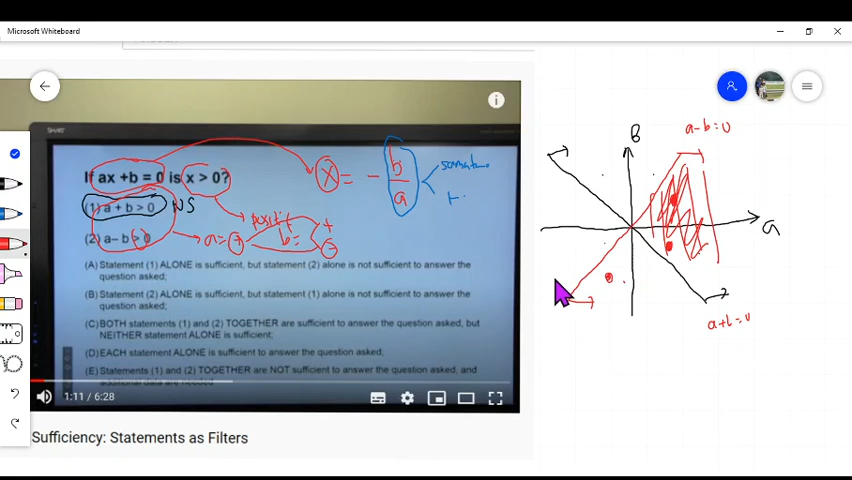 Microsoft Whiteboard
SMART
If ax +b = 0 is x > 0?
(1) a + b > 0 NS
(2) a– b > 0
(A) Statement (1) ALONE is sufficient, but statement (2) alone is not sufficient to answer the
question asked;
(B) Statement (2) ALONE is sufficient, but statement (1) alone is not sufficient to answer the
question asked;
(C) BOTH statements (1) and (2) TOGETHER are sufficient to answer the question asked, but
NEITHER statement ALONE is sufficient;
(D) EACH statement ALONE is sufficient to answer the question asked;
(E) Statements (1) and (2) TOGETHER are NOT sufficient to answer the question asked, and
additional data are needed
x = - b/a
+
a = +
b = + -
1:11 / 6:28
Sufficiency: Statements as Filters
B
a-b=0
a
a+b=0